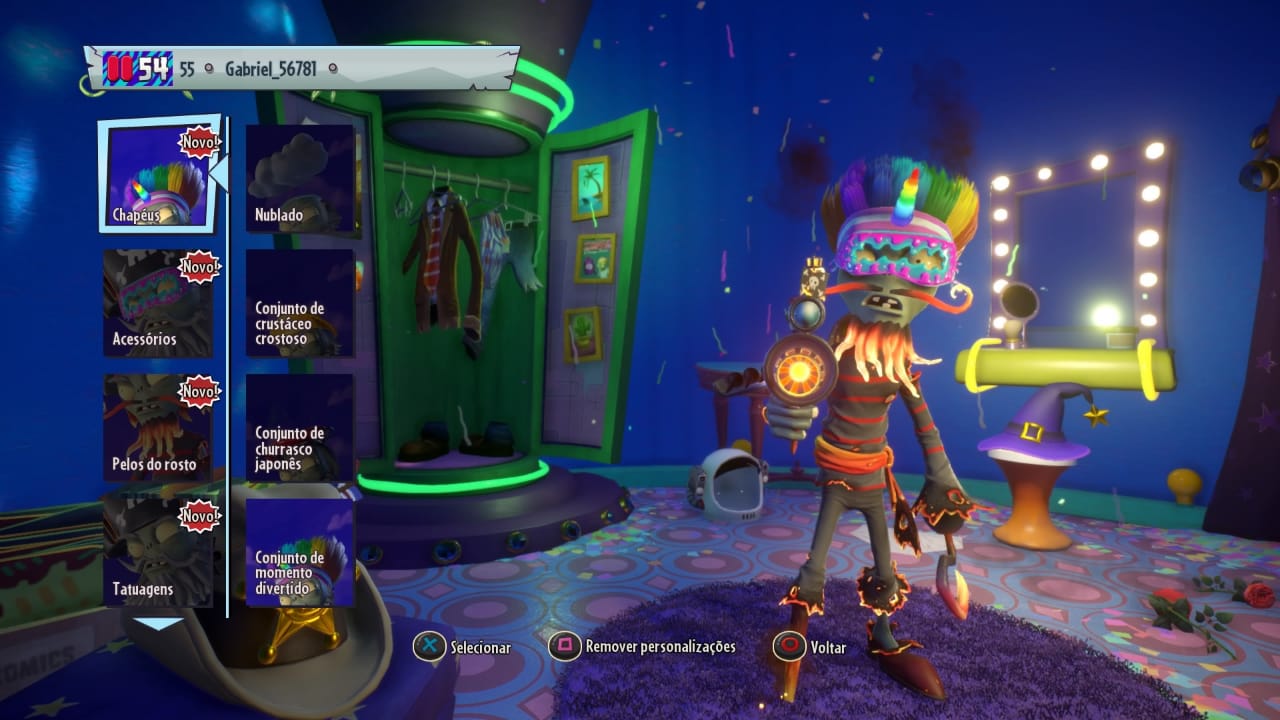 54 55 Gabriel_56781
Novo!
Chapéus
Nublado
Novo!
Acessórios
Conjunto de
crustáceo
crostoso
Novo!
Pelos do rosto
Conjunto de
churrasco
japonês
Novo!
Tatuagens
Conjunto de
momento
divertido
Selecionar
Remover personalizações
Voltar
COMICS